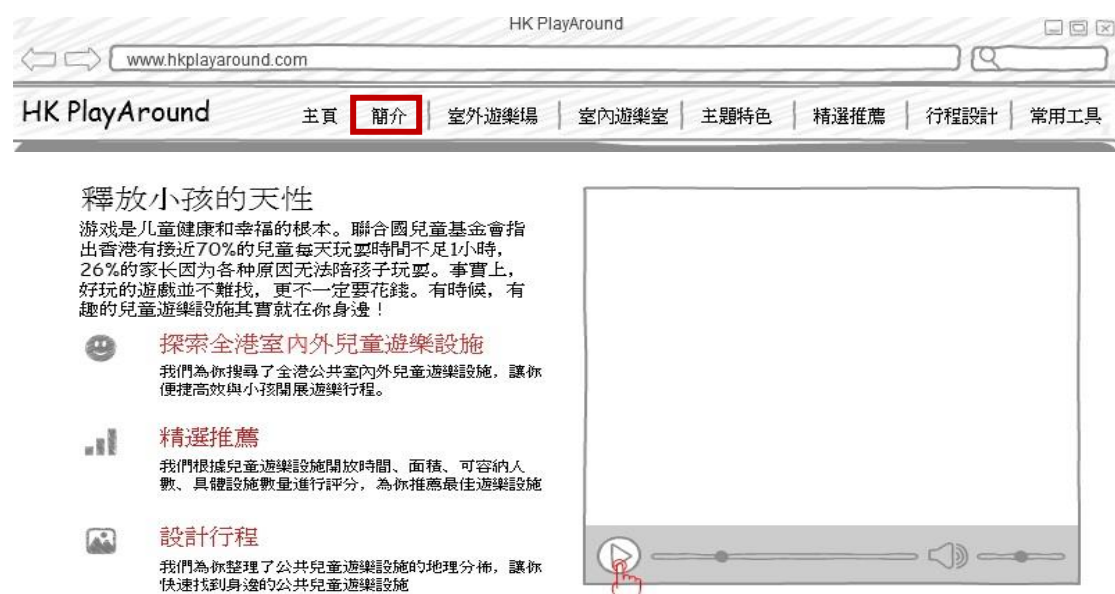 HK PlayAround
www.hkplayaround.com
HK PlayAround 主頁 簡介 室外遊樂場 室內遊樂室 主題特色 精選推薦 行程設計 常用工具
釋放小孩的天性
游戏是儿童健康和幸福的根本。聯合國兒童基金會指
出香港有接近70%的兒童每天玩耍時間不足1小時，
26%的家长因为各种原因无法陪孩子玩耍。事實上，
好玩的遊戲並不難找，更不一定要花錢。有時候，有
趣的兒童遊樂設施其實就在你身邊！
探索全港室內外兒童遊樂設施
我們為你搜尋了全港公共室內外兒童遊樂設施，讓你
便捷高效與小孩開展遊樂行程。
精選推薦
我們根據兒童遊樂設施開放時間、面積、可容納人
數、具體設施數量進行評分，為你推薦最佳遊樂設施
設計行程
我們為你整理了公共兒童遊樂設施的地理分佈，讓你
快速找到身邊的公共兒童遊樂設施